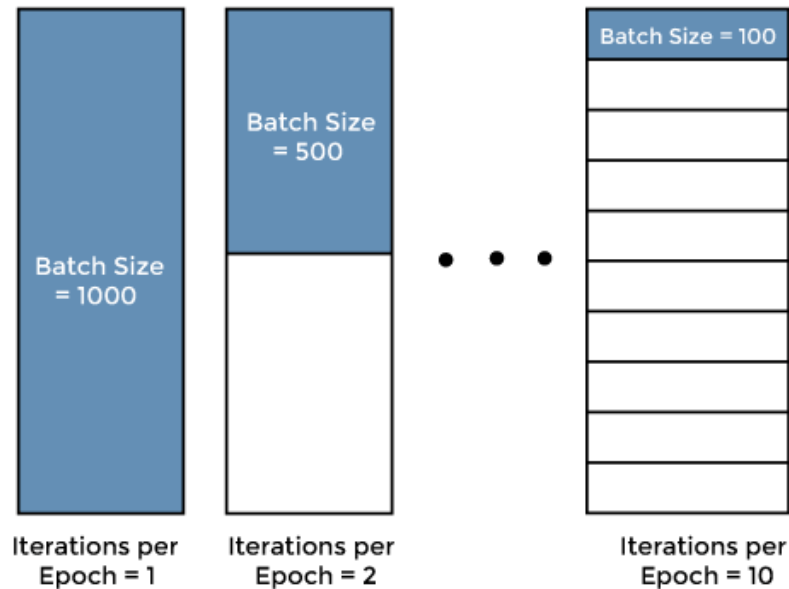 Batch Size
= 1000
Batch Size
= 500
Batch Size = 100
Iterations per
Epoch = 1
Iterations per
Epoch = 2
Iterations per
Epoch = 10